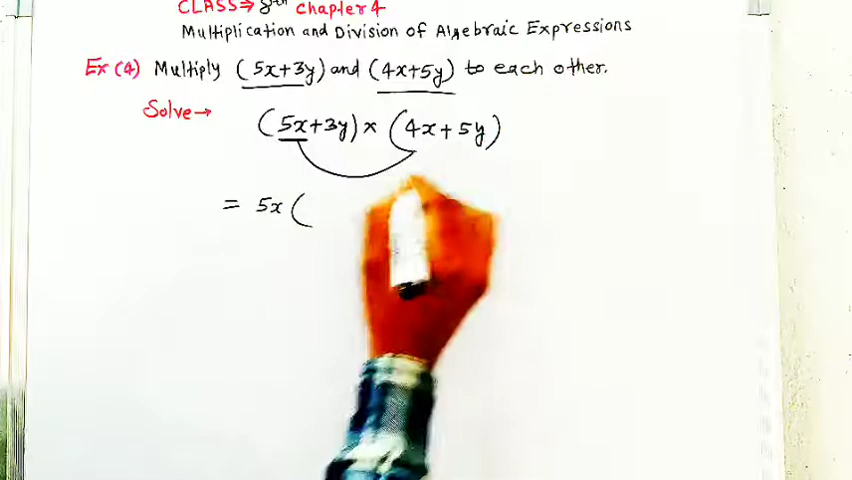 CLASS⇒ 8th chapter 4
Multiplication and Division of Algebraic Expressions
Ex (4) Multiply (5x+3y) and (4x+5y) to each other.
Solve→
(5x+3y) × (4x+5y)
= 5x (